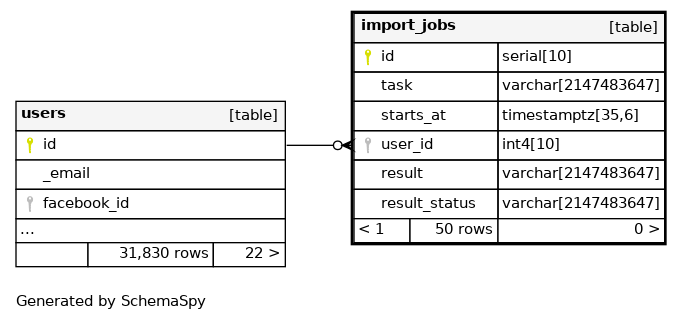 users [table]
id
_email
facebook_id
...
31,830 rows 22 >
import_jobs [table]
id serial[10]
task varchar[2147483647]
starts_at timestamptz[35,6]
user_id int4[10]
result varchar[2147483647]
result_status varchar[2147483647]
< 1 50 rows 0 >
Generated by SchemaSpy